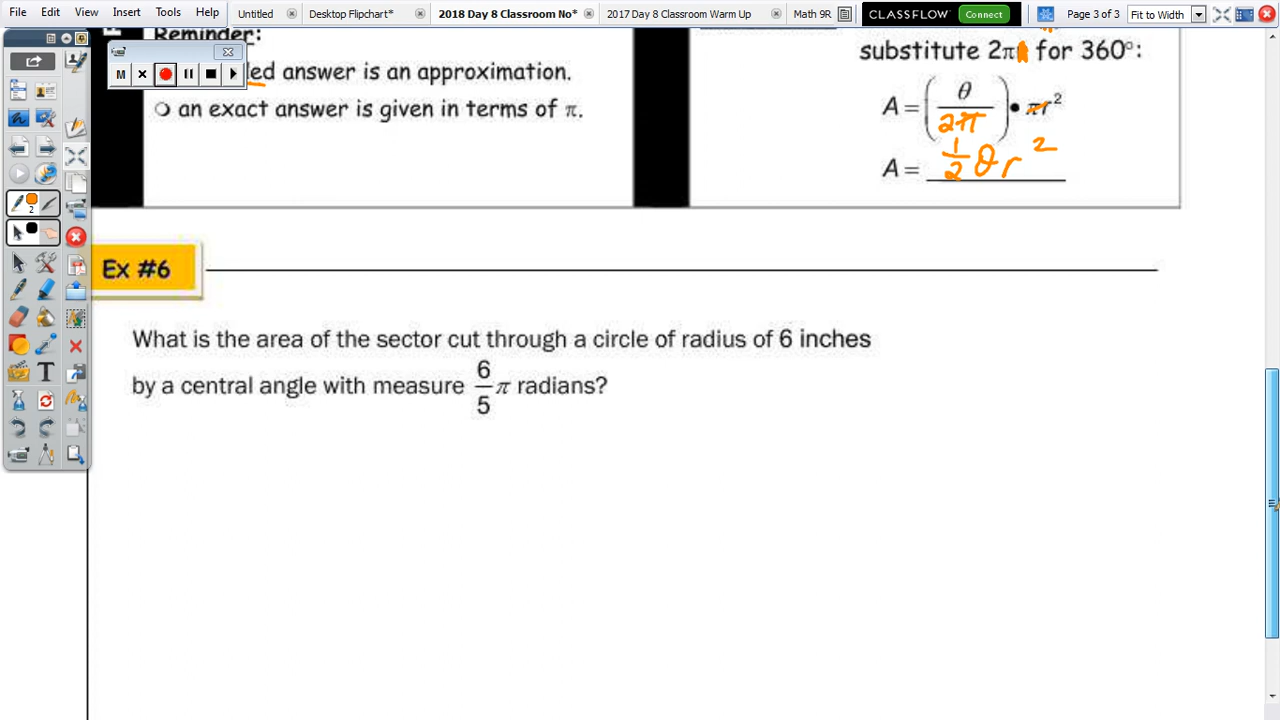 File Edit View Insert Tools Help
Untitled
Desktop Flipchart*
2018 Day 8 Classroom No*
2017 Day 8 Classroom Warm Up
Math 9R
CLASSFLOW Connect
Page 3 of 3
Fit to Width
Reminder:
M
led answer is an approximation.
an exact answer is given in terms of π.
substitute 2π for 360°:
A = (θ / 2π) • πr²
A = ½ θ r²
2
Ex #6
What is the area of the sector cut through a circle of radius of 6 inches
by a central angle with measure 6/5 π radians?